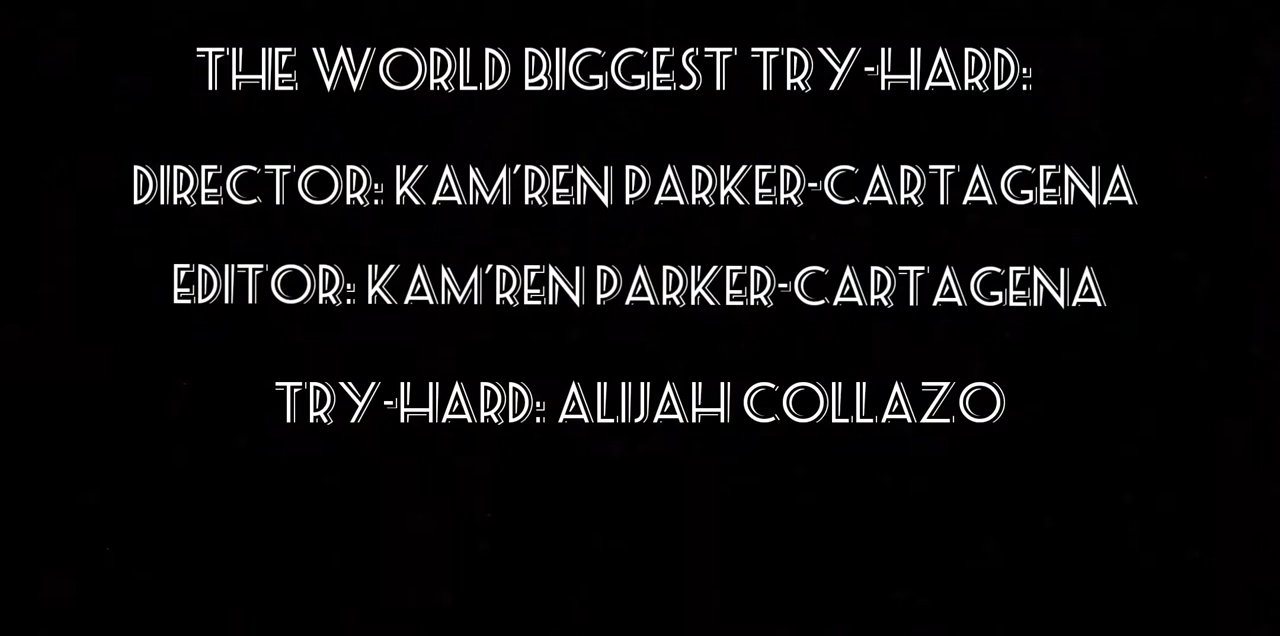 THE WORLD BIGGEST TRY-HARD:
DIRECTOR: KAM'REN PARKER-CARTAGENA
EDITOR: KAM'REN PARKER-CARTAGENA
TRY-HARD: ALIJAH COLLAZO